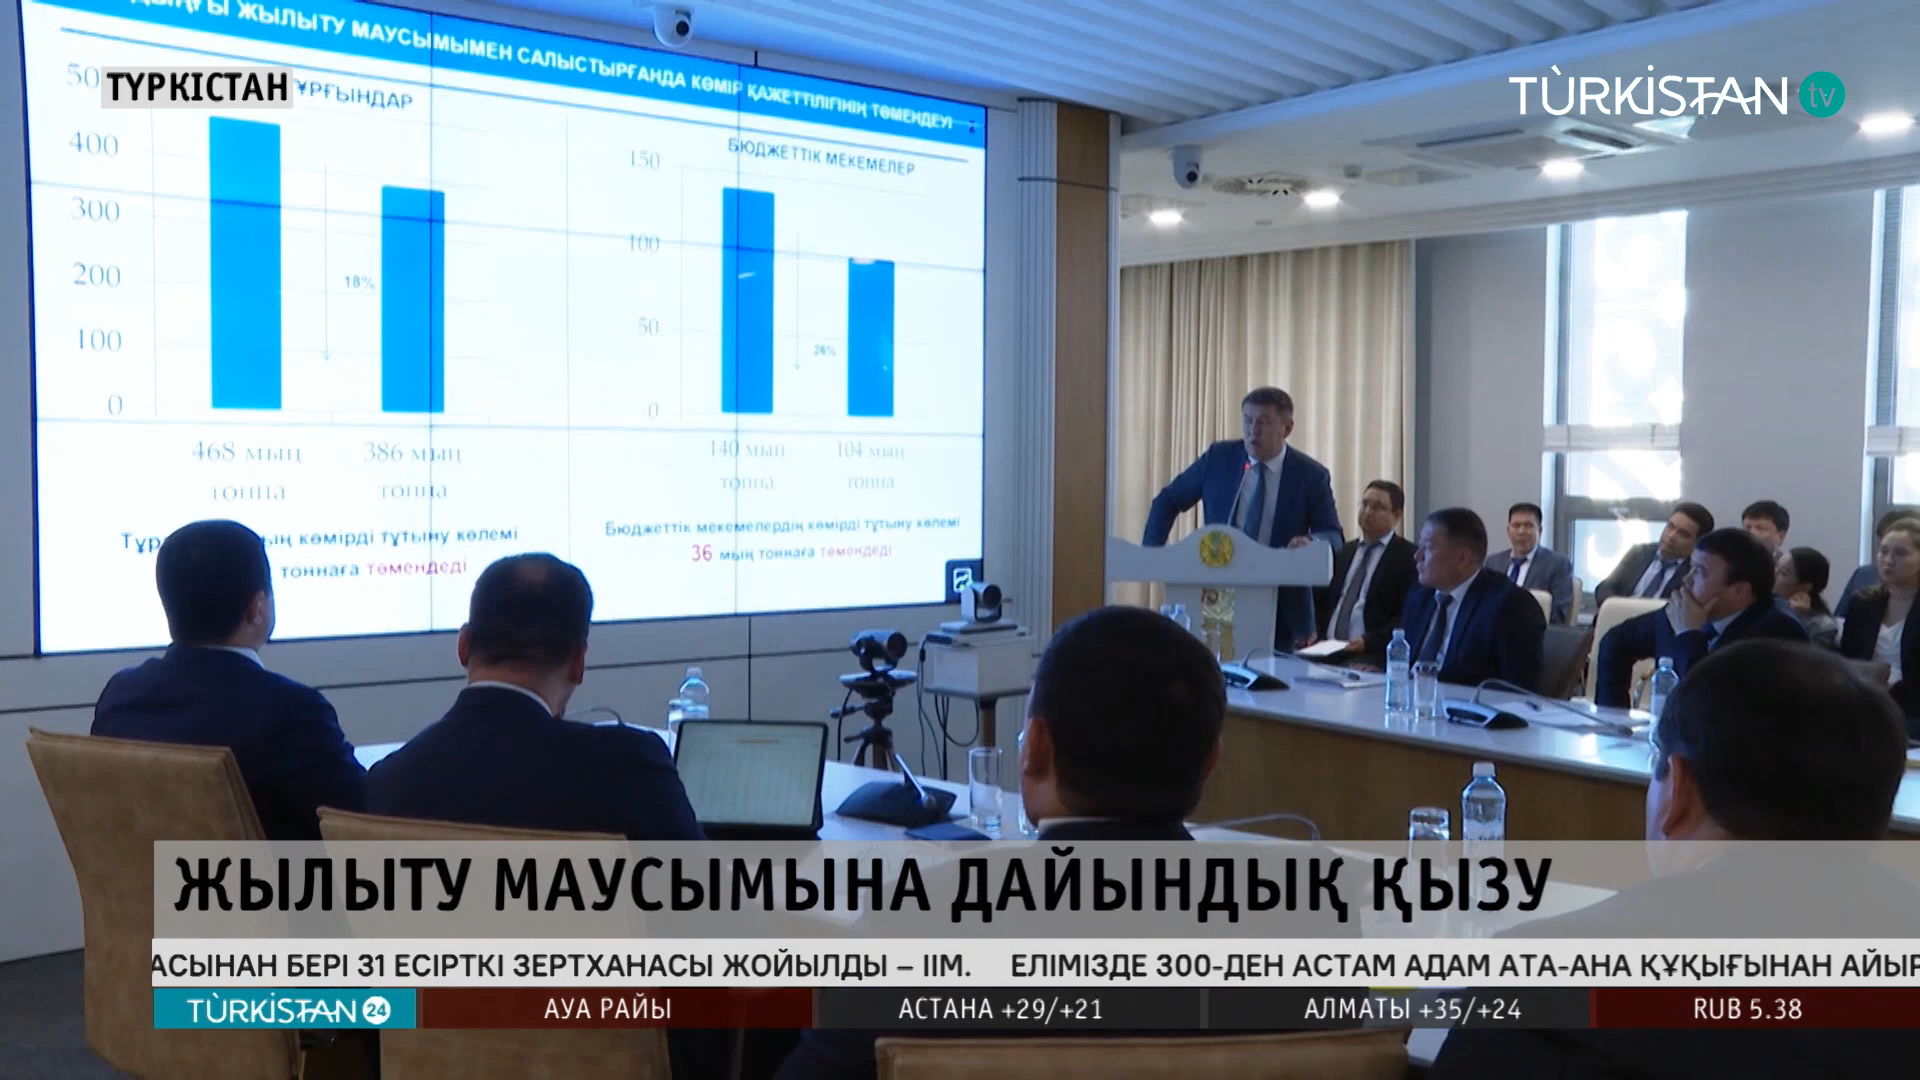 ЖЫЛЫТУ МАУСЫМЫМЕН САЛЫСТЫРҒАНДА КӨМІР ҚАЖЕТТІЛІГІНІҢ ТӨМЕНДЕУІ
ТҮРКІСТАН
TÜRKİSTAN tv
БЮДЖЕТТІК МЕКЕМЕЛЕР
400
300
200
100
0
18%
468 мың тонна
386 мың тонна
150
100
50
0
26%
140 мың тонна
104 мың тонна
көмірді тұтыну көлемі
тоннаға төмендеді
Бюджеттік мекемелердің көмірді тұтыну көлемі
36 мың тоннаға төмендеді
ЖЫЛЫТУ МАУСЫМЫНА ДАЙЫНДЫҚ ҚЫЗУ
АСЫНАН БЕРІ 31 ЕСІРТКІ ЗЕРТХАНАСЫ ЖОЙЫЛДЫ – ІІМ. ЕЛІМІЗДЕ 300-ДЕН АСТАМ АДАМ АТА-АНА ҚҰҚЫҒЫНАН АЙЫР
TÜRKİSTAN 24 АУА РАЙЫ АСТАНА +29/+21 АЛМАТЫ +35/+24 RUB 5.38